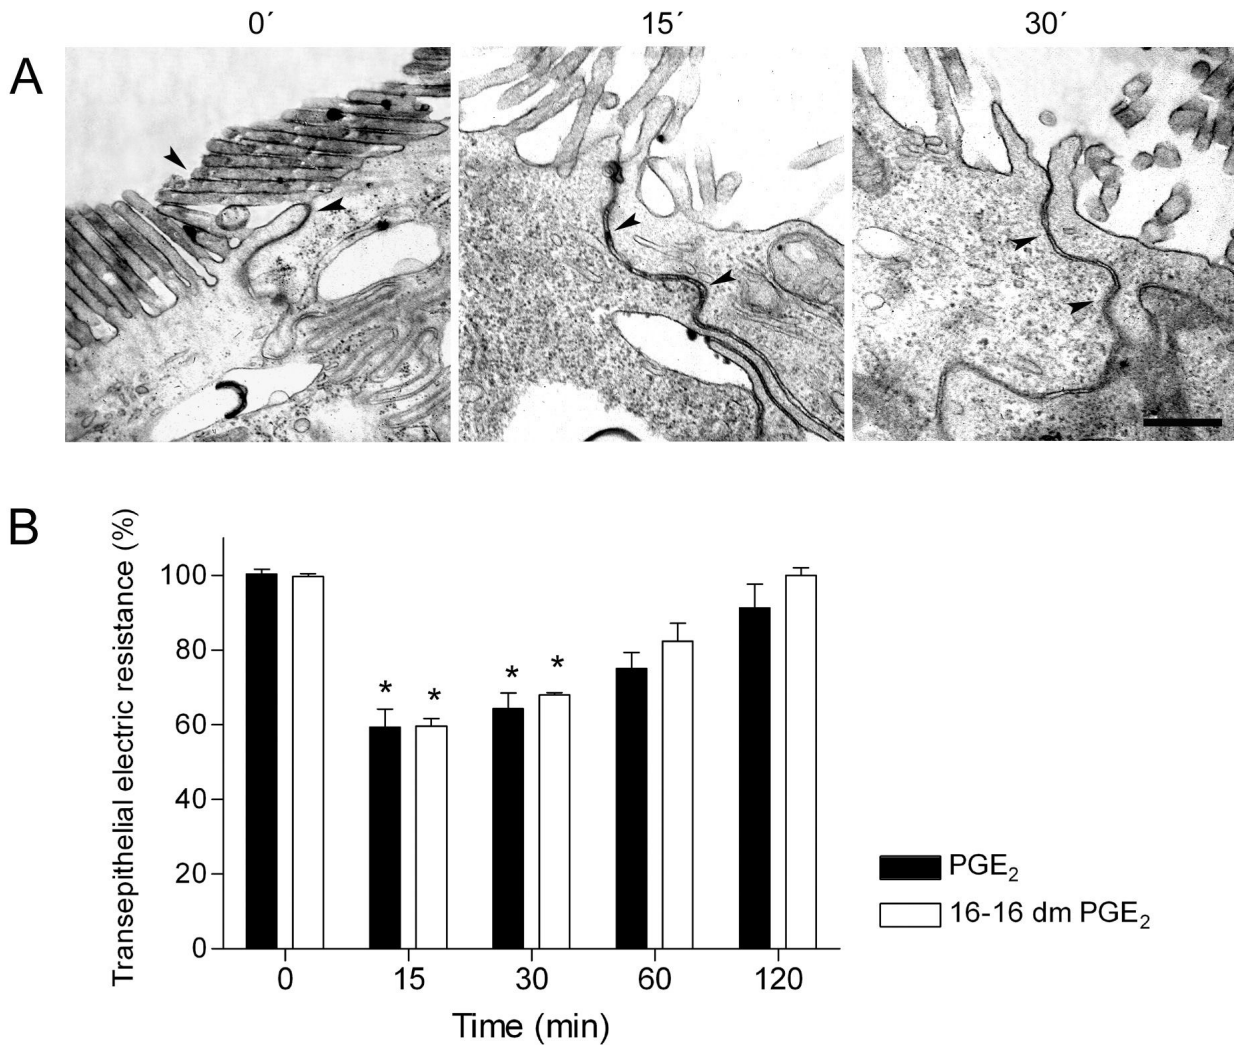 0´ 15´ 30´
A
B
Transepithelial electric resistance (%)
100
80
60
40
20
0
* * * *
0 15 30 60 120
Time (min)
PGE₂
16-16 dm PGE₂